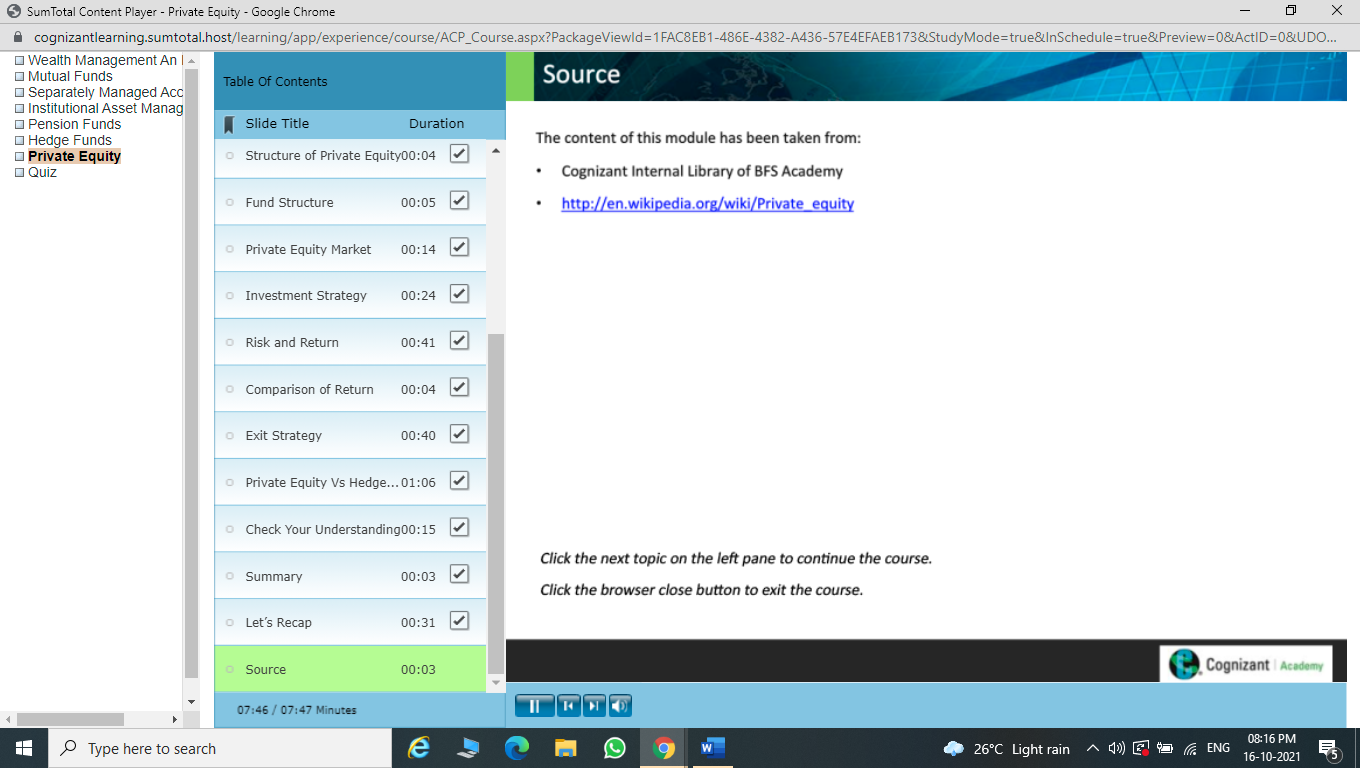 SumTotal Content Player - Private Equity - Google Chrome
cognizantlearning.sumtotal.host/learning/app/experience/course/ACP_Course.aspx?PackageViewId=1FAC8EB1-486E-4382-A436-57E4EFAEB173&StudyMode=true&InSchedule=true&Preview=0&ActID=0&UDO...
Wealth Management An I
Mutual Funds
Separately Managed Acc
Institutional Asset Manag
Pension Funds
Hedge Funds
Private Equity
Quiz
Table Of Contents
Slide Title Duration
Structure of Private Equity 00:04
Fund Structure 00:05
Private Equity Market 00:14
Investment Strategy 00:24
Risk and Return 00:41
Comparison of Return 00:04
Exit Strategy 00:40
Private Equity Vs Hedge... 01:06
Check Your Understanding 00:15
Summary 00:03
Let's Recap 00:31
Source 00:03
07:46 / 07:47 Minutes
Source
The content of this module has been taken from:
• Cognizant Internal Library of BFS Academy
• http://en.wikipedia.org/wiki/Private_equity
Click the next topic on the left pane to continue the course.
Click the browser close button to exit the course.
Cognizant | Academy
Type here to search
26°C Light rain
ENG
08:16 PM
16-10-2021
5